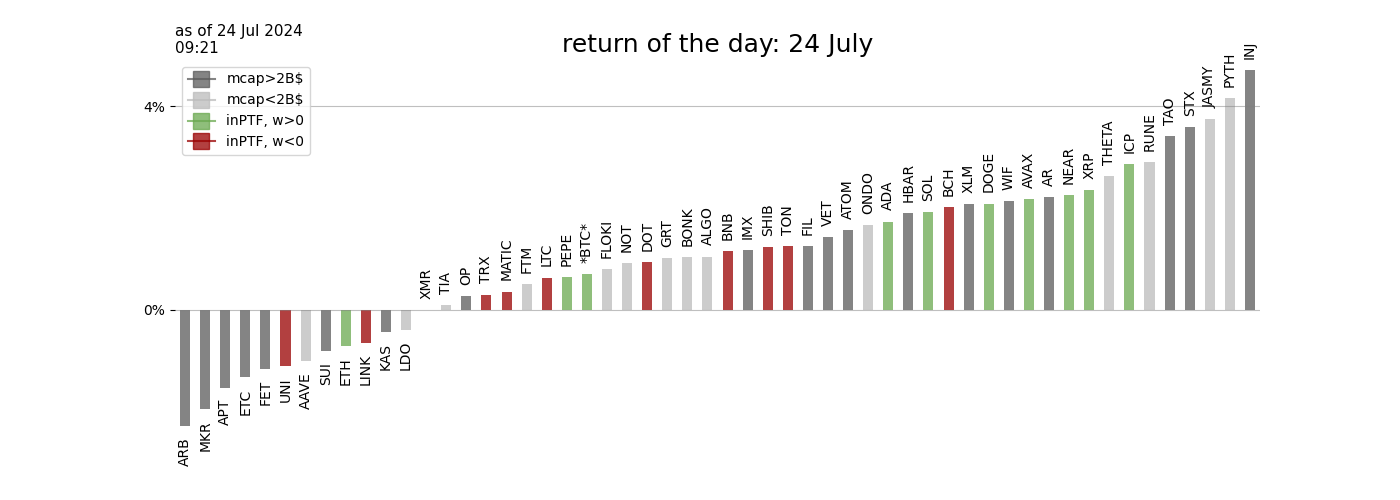 as of 24 Jul 2024
09:21
return of the day: 24 July
mcap>2B$
mcap<2B$
inPTF, w>0
inPTF, w<0
4%
0%
ARB
MKR
APT
ETC
FET
UNI
AAVE
SUI
ETH
LINK
KAS
LDO
XMR
TIA
OP
TRX
MATIC
FTM
LTC
PEPE
*BTC*
FLOKI
NOT
DOT
GRT
BONK
ALGO
BNB
IMX
SHIB
TON
FIL
VET
ATOM
ONDO
ADA
HBAR
SOL
BCH
XLM
DOGE
WIF
AVAX
AR
NEAR
XRP
THETA
ICP
RUNE
TAO
STX
JASMY
PYTH
INJ